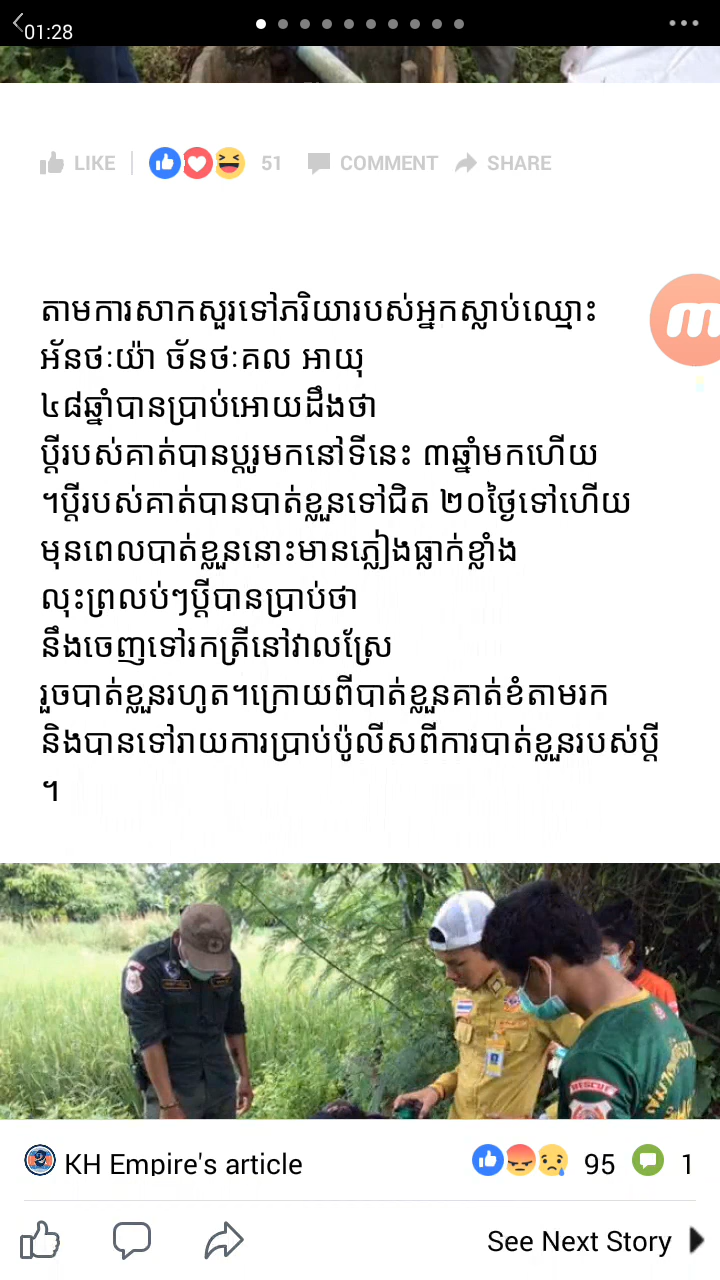 01:28
LIKE 51 COMMENT SHARE
តាមការសាកសួរទៅភរិយារបស់អ្នកស្លាប់ឈ្មោះ
អ័នថៈយ៉ា ច័នថៈគល អាយុ
៤៨ឆ្នាំបានប្រាប់អោយដឹងថា
ប្ដីរបស់គាត់បានប្ដូរមកនៅទីនេះ ៣ឆ្នាំមកហើយ
។ប្ដីរបស់គាត់បានបាត់ខ្លួនទៅជិត ២០ថ្ងៃទៅហើយ
មុនពេលបាត់ខ្លួននោះមានភ្លៀងធ្លាក់ខ្លាំង
លុះព្រលប់ៗប្ដីបានប្រាប់ថា
នឹងចេញទៅរកត្រីនៅវាលស្រែ
រួចបាត់ខ្លួនរហូត។ក្រោយពីបាត់ខ្លួនគាត់ខំតាមរក
និងបានទៅរាយការប្រាប់ប៉ូលីសពីការបាត់ខ្លួនរបស់ប្ដី
។
RESCUE
KH Empire's article 95 1
See Next Story